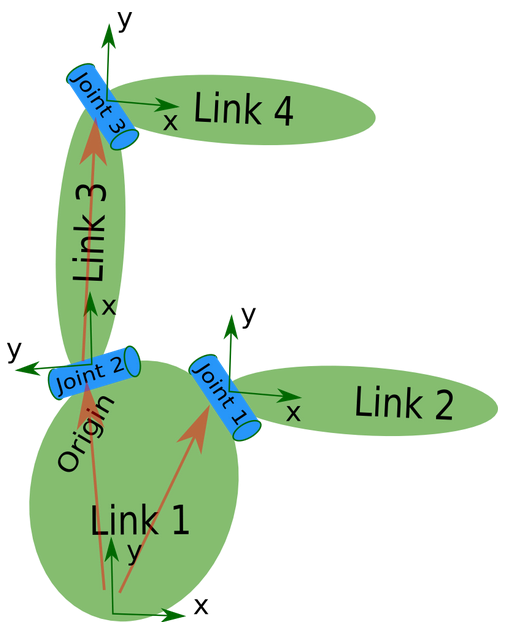 y
Joint 3
x
Link 4
Link 3
x
y
y
Joint 2
Joint 1
x
Link 2
Origin
Link 1
y
x